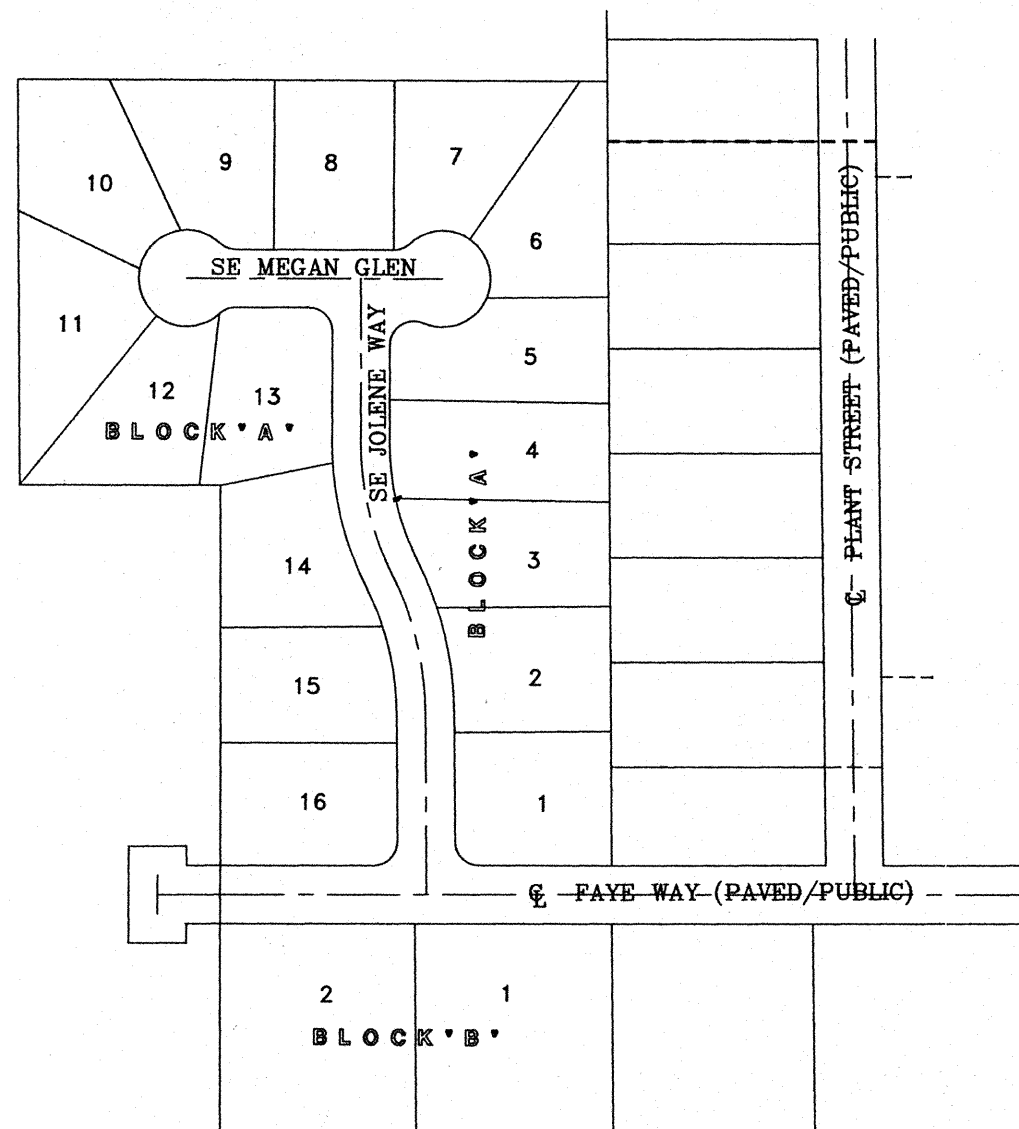 10
9
8
7
6
SE MEGAN GLEN
11
SE JOLENE WAY
5
12
13
BLOCK 'A'
4
BLOCK 'A'
3
14
2
15
16
1
℄ PLANT STREET (PAVED/PUBLIC)
℄ FAYE WAY (PAVED/PUBLIC)
2
1
BLOCK 'B'